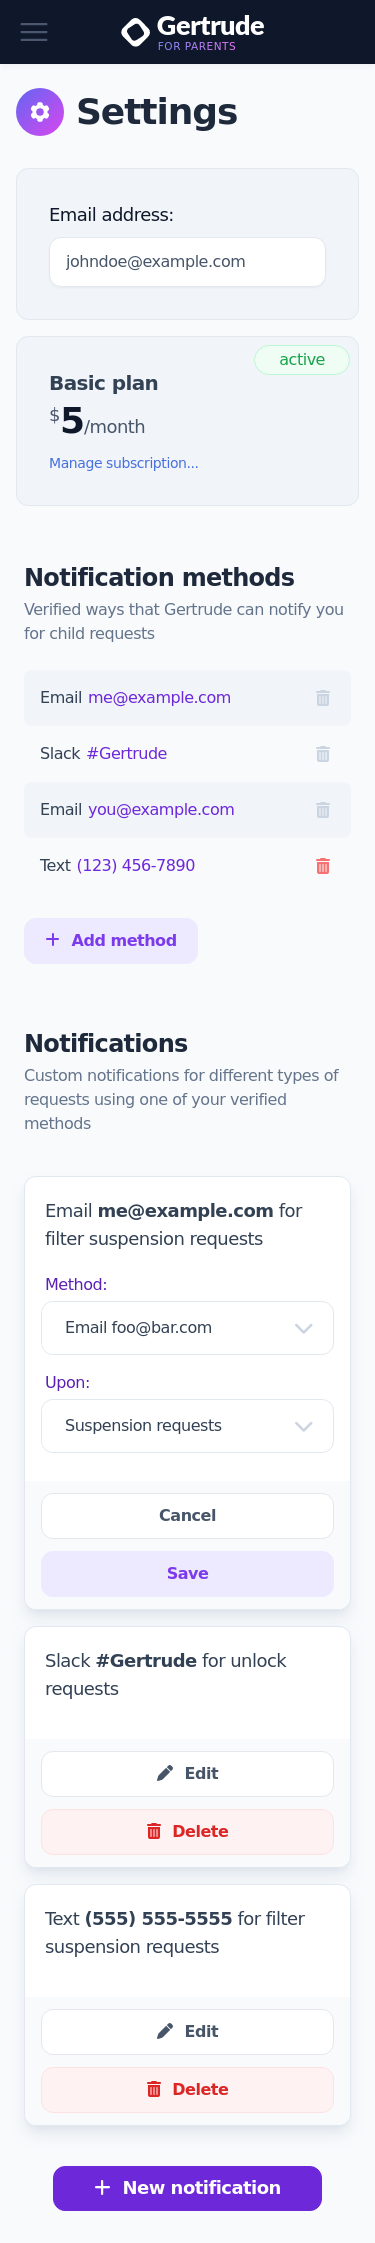 Gertrude
FOR PARENTS
Settings
Email address:
johndoe@example.com
active
Basic plan
$5/month
Manage subscription...
Notification methods
Verified ways that Gertrude can notify you
for child requests
Email me@example.com
Slack #Gertrude
Email you@example.com
Text (123) 456-7890
Add method
Notifications
Custom notifications for different types of
requests using one of your verified
methods
Email me@example.com for
filter suspension requests
Method:
Email foo@bar.com
Upon:
Suspension requests
Cancel
Save
Slack #Gertrude for unlock
requests
Edit
Delete
Text (555) 555-5555 for filter
suspension requests
Edit
Delete
New notification